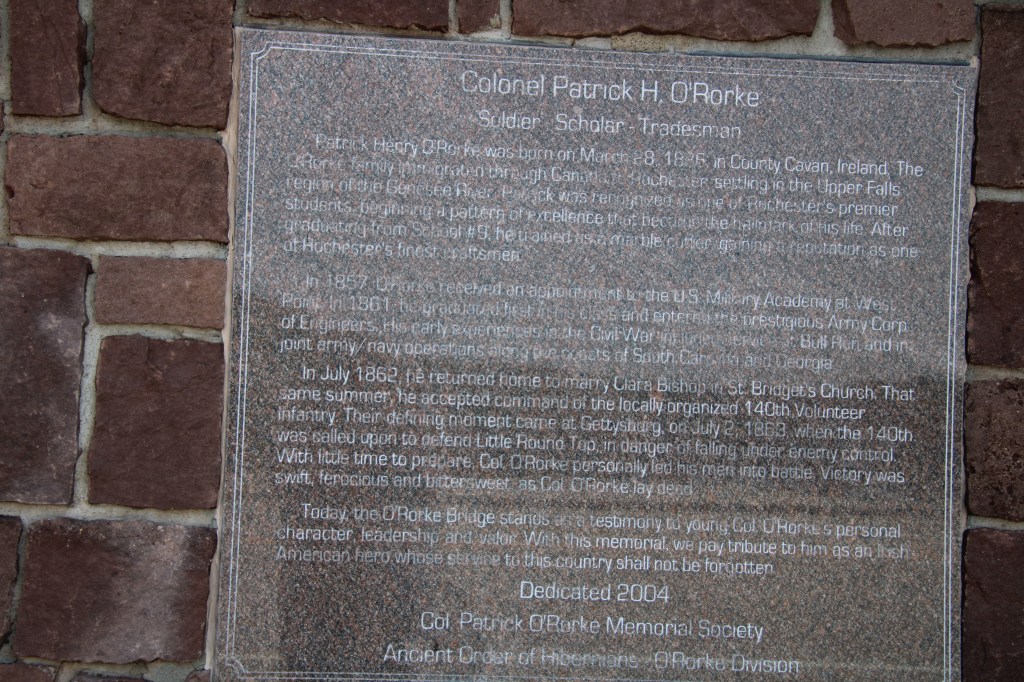 Colonel Patrick H. O'Rorke
Soldier - Scholar - Tradesman
Patrick Henry O'Rorke was born on March 28, 1836, in County Cavan, Ireland. The
O'Rorke family immigrated through Canada to Rochester, settling in the Upper Falls
region of the Genesee River. Patrick was recognized as one of Rochester's premier
students, beginning a pattern of excellence that became the hallmark of his life. After
graduating from School #9, he trained as a marble cutter, gaining a reputation as one
of Rochester's finest craftsmen.
In 1857, O'Rorke received an appointment to the U.S. Military Academy at West
Point. In 1861, he graduated first in his class and entered the prestigious Army Corp
of Engineers. His early experiences in the Civil War included service at Bull Run and in
joint army/navy operations along the coasts of South Carolina and Georgia.
In July 1862, he returned home to marry Clara Bishop in St. Bridget's Church. That
same summer, he accepted command of the locally organized 140th Volunteer
Infantry. Their defining moment came at Gettysburg, on July 2, 1863, when the 140th
was called upon to defend Little Round Top, in danger of falling under enemy control.
With little time to prepare, Col. O'Rorke personally led his men into battle. Victory was
swift, ferocious and bittersweet, as Col. O'Rorke lay dead.
Today, the O'Rorke Bridge stands as a testimony to young Col. O'Rorke's personal
character, leadership and valor. With this memorial, we pay tribute to him as an Irish
American hero whose service to this country shall not be forgotten.
Dedicated 2004
Col. Patrick O'Rorke Memorial Society
Ancient Order of Hibernians - O'Rorke Division